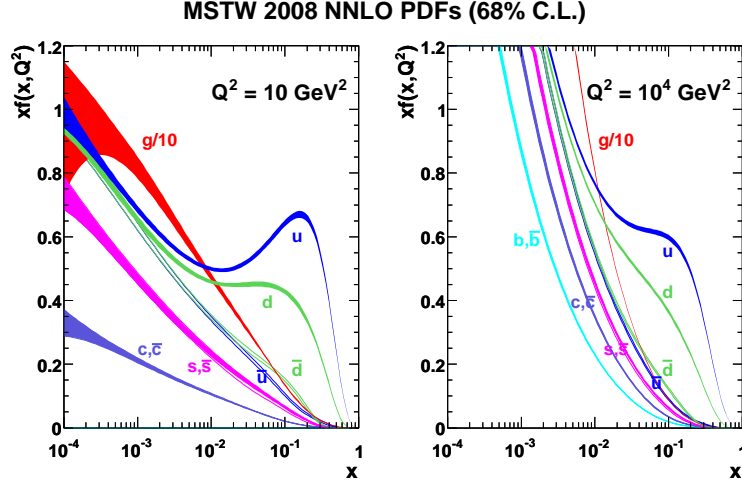 MSTW 2008 NNLO PDFs (68% C.L.)
xf(x,Q²)
Q² = 10 GeV²
1.2
1
0.8
0.6
0.4
0.2
0
g/10
u
d
c,c̅
s,s̅
u̅
d̅
10⁻⁴
10⁻³
10⁻²
10⁻¹
1
x
xf(x,Q²)
Q² = 10⁴ GeV²
1.2
1
0.8
0.6
0.4
0.2
0
g/10
b,b̅
u
d
c,c̅
s,s̅
d̅
u̅
10⁻⁴
10⁻³
10⁻²
10⁻¹
1
x